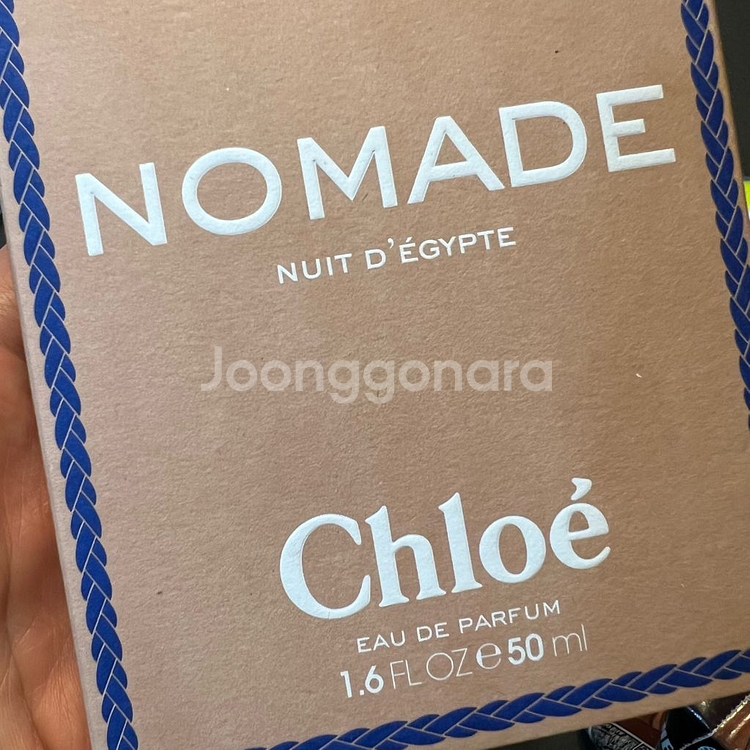 NOMADE
NUIT D'ÉGYPTE
Joonggonara
Chloé
EAU DE PARFUM
1.6 FL OZ ℮ 50 ml